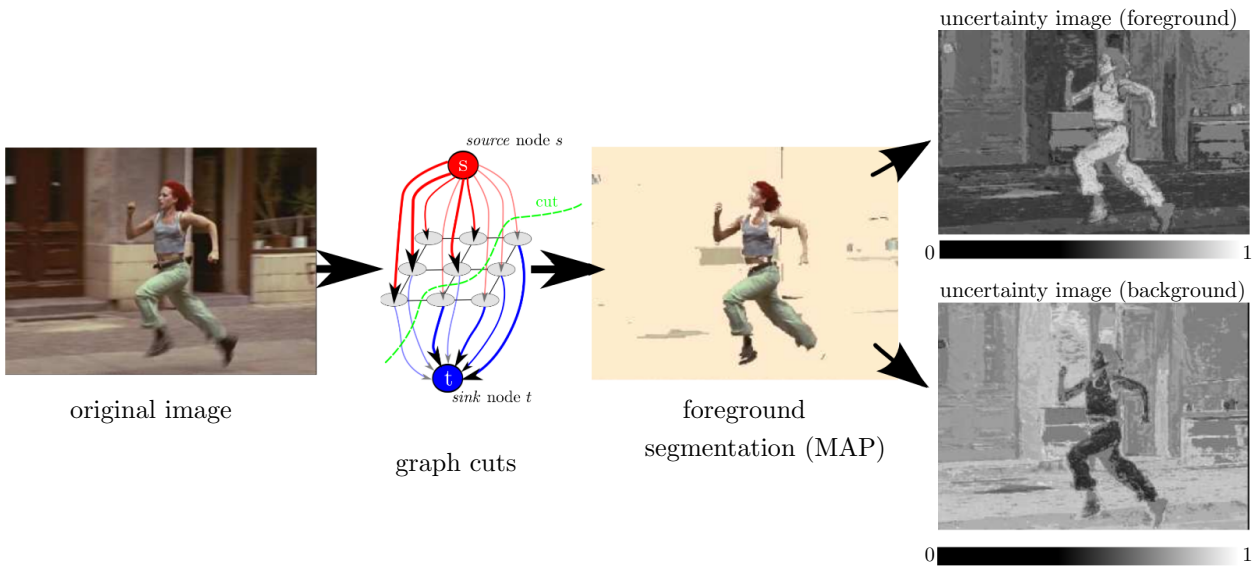 uncertainty image (foreground)
0 1
source node s
s
cut
t
sink node t
original image
graph cuts
foreground
segmentation (MAP)
uncertainty image (background)
0 1